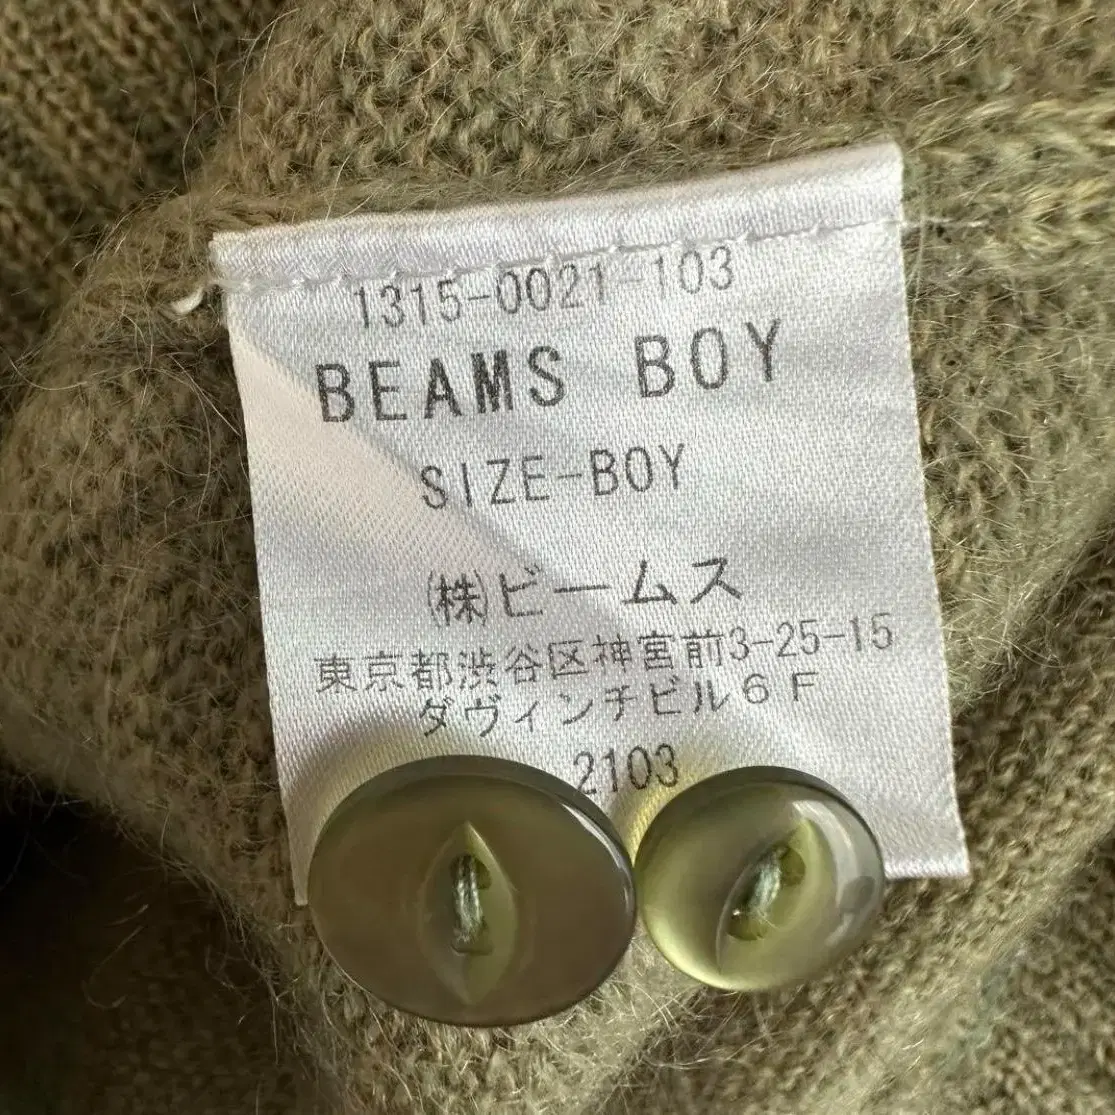 1315-0021-103
BEAMS BOY
SIZE-BOY
㈱ビームス
東京都渋谷区神宮前3-25-15
ダヴィンチビル6F
2103